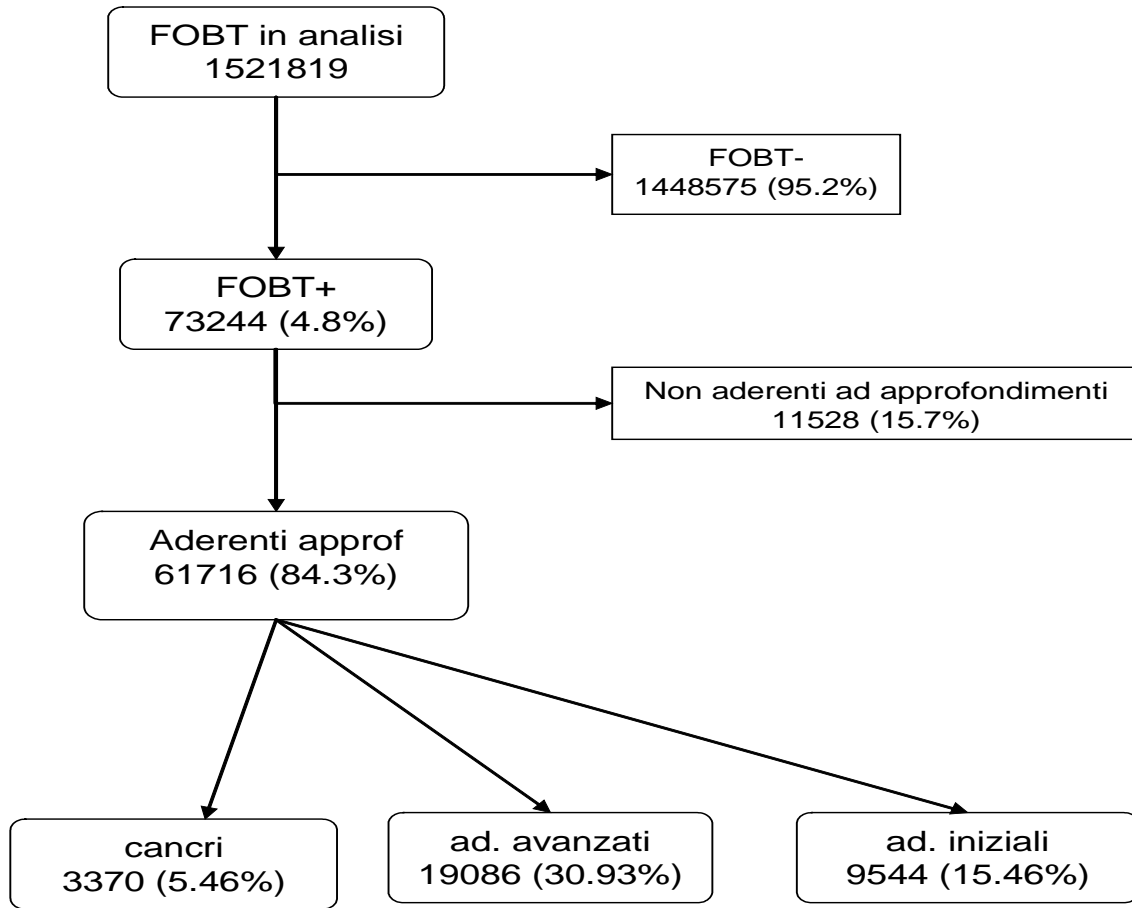 FOBT in analisi
1521819
FOBT-
1448575 (95.2%)
FOBT+
73244 (4.8%)
Non aderenti ad approfondimenti
11528 (15.7%)
Aderenti approf
61716 (84.3%)
cancri
3370 (5.46%)
ad. avanzati
19086 (30.93%)
ad. iniziali
9544 (15.46%)